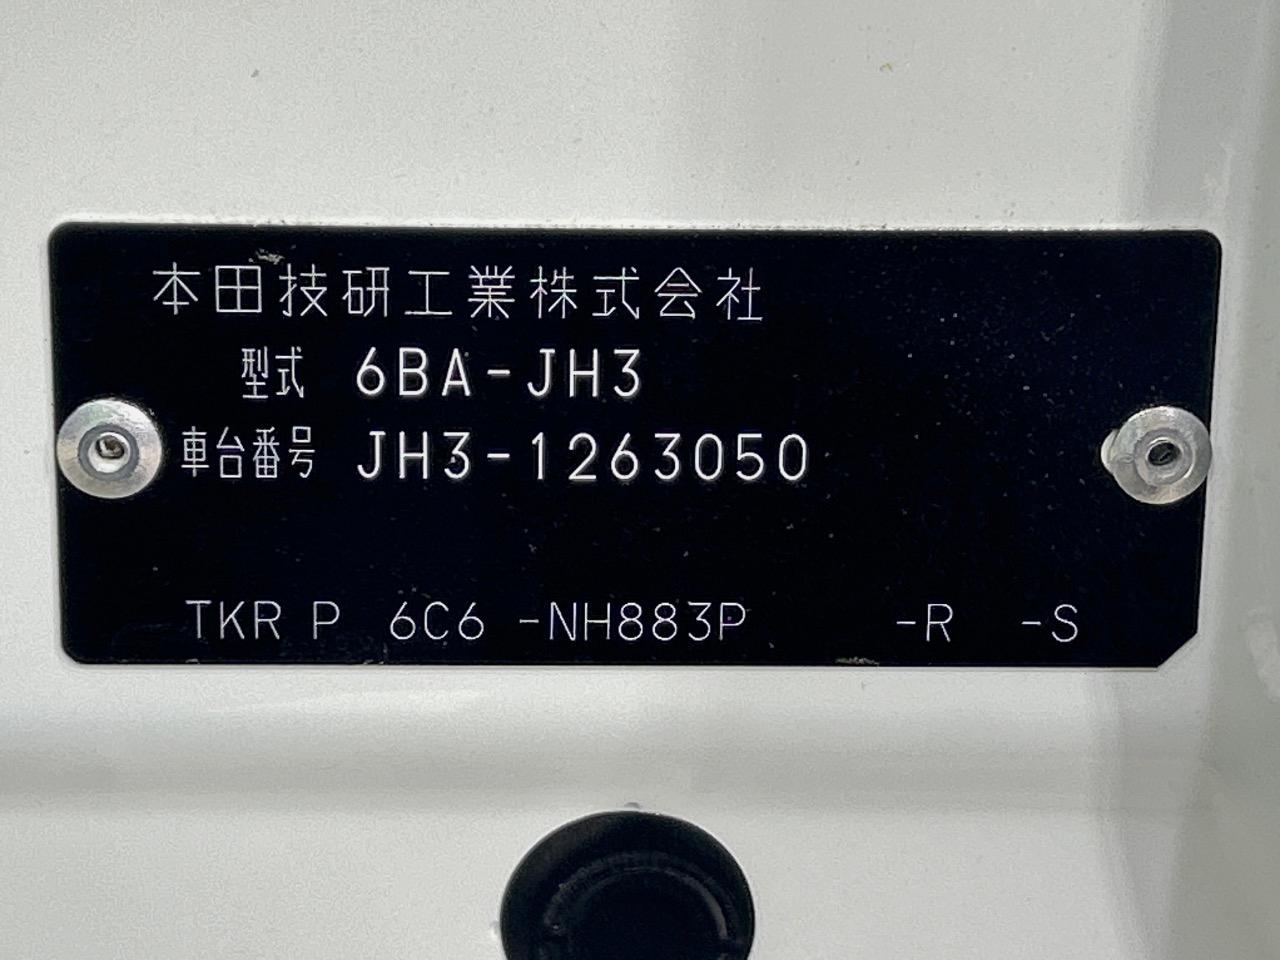 本田技研工業株式会社
型式 6BA-JH3
車台番号 JH3-1263050
TKR P 6C6 -NH883P -R -S